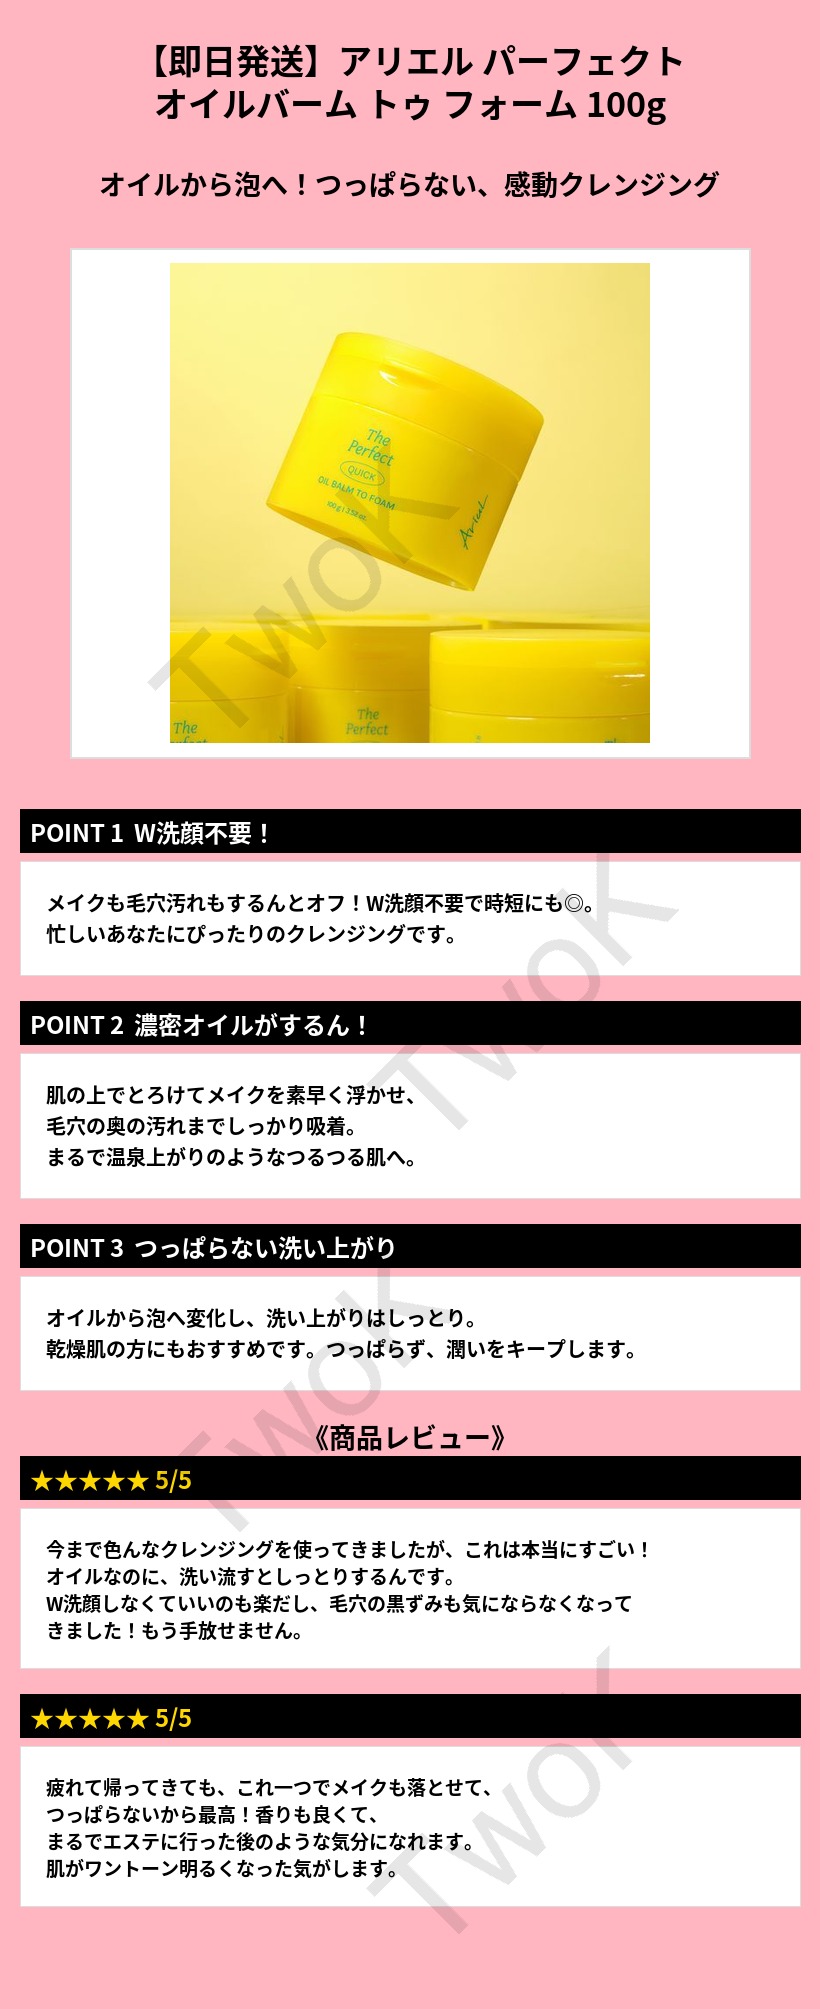 【即日発送】アリエル パーフェクト
オイルバーム トゥ フォーム 100g
オイルから泡へ！つっぱらない、感動クレンジング
The
Perfect
QUICK
OIL BALM TO FOAM
100g | 3.52 oz.
Ariul
The
The
Perfect
TwoK
POINT 1 W洗顔不要！
メイクも毛穴汚れもするんとオフ！W洗顔不要で時短にも◎。
忙しいあなたにぴったりのクレンジングです。
TwoK
POINT 2 濃密オイルがするん！
肌の上でとろけてメイクを素早く浮かせ、
毛穴の奥の汚れまでしっかり吸着。
まるで温泉上がりのようなつるつる肌へ。
POINT 3 つっぱらない洗い上がり
オイルから泡へ変化し、洗い上がりはしっとり。
乾燥肌の方にもおすすめです。つっぱらず、潤いをキープします。
TwoK
《商品レビュー》
★★★★★ 5/5
今まで色んなクレンジングを使ってきましたが、これは本当にすごい！
オイルなのに、洗い流すとしっとりするんです。
W洗顔しなくていいのも楽だし、毛穴の黒ずみも気にならなくなって
きました！もう手放せません。
★★★★★ 5/5
疲れて帰ってきても、これ一つでメイクも落とせて、
つっぱらないから最高！香りも良くて、
まるでエステに行った後のような気分になれます。
肌がワントーン明るくなった気がします。
TwoK